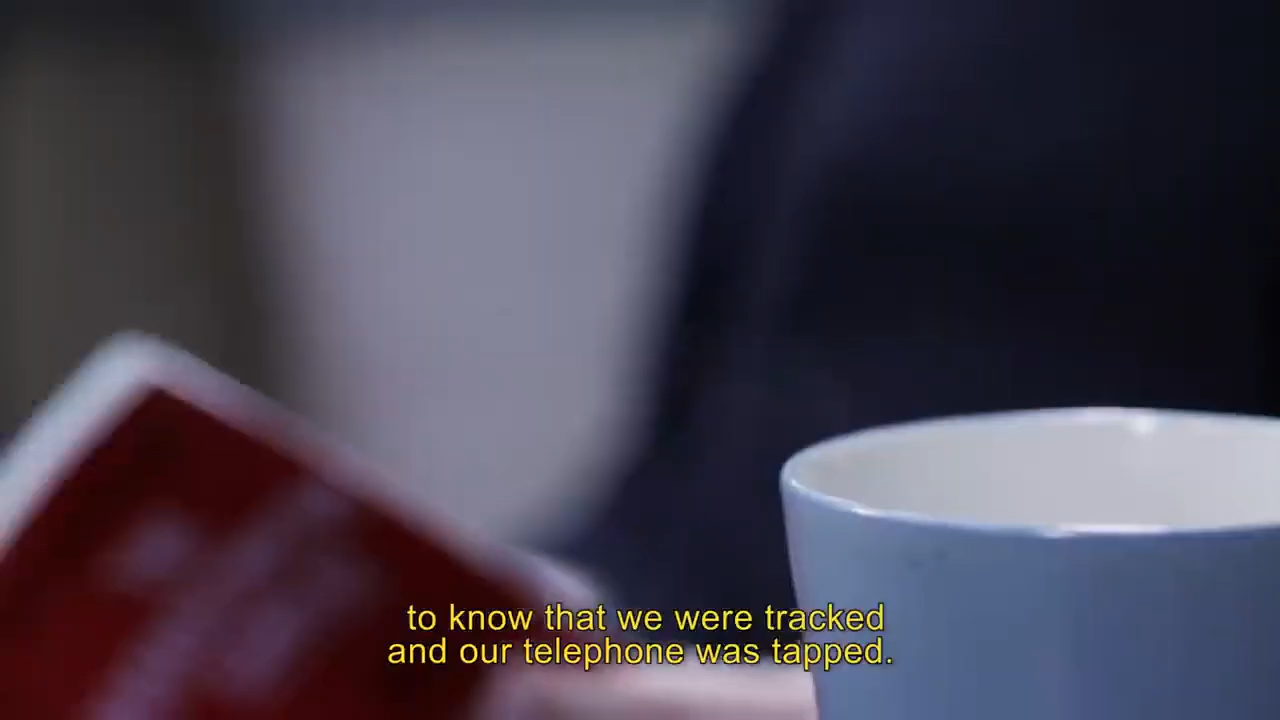 to know that we were tracked
and our telephone was tapped.